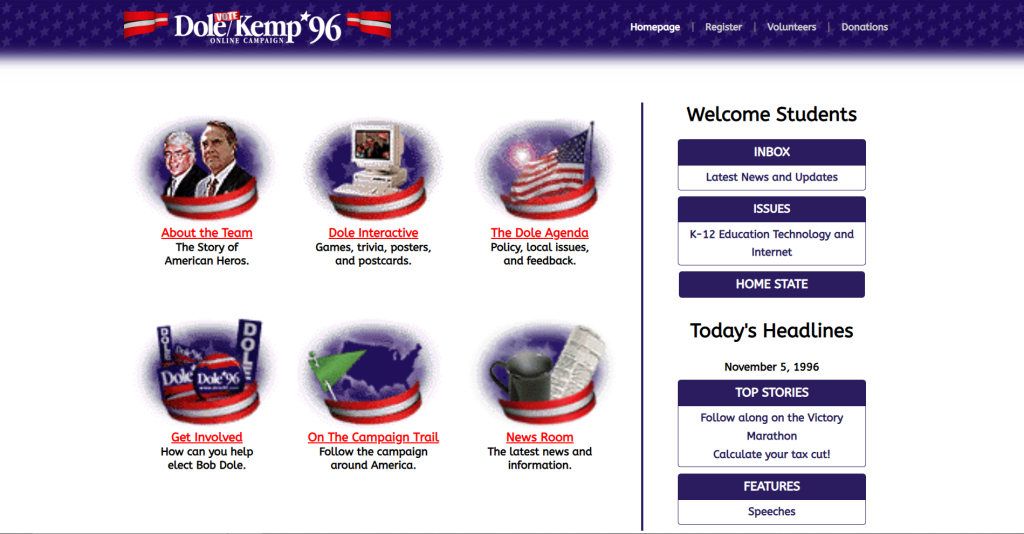 VOTE
Dole/Kemp '96
ONLINE CAMPAIGN
Homepage | Register | Volunteers | Donations
About the Team
The Story of
American Heros.
Dole Interactive
Games, trivia, posters,
and postcards.
The Dole Agenda
Policy, local issues,
and feedback.
DOLE
DOLE
Dole '96
Dole
Dole '96
Get Involved
How can you help
elect Bob Dole.
On The Campaign Trail
Follow the campaign
around America.
News Room
The latest news and
information.
Welcome Students
INBOX
Latest News and Updates
ISSUES
K-12 Education Technology and
Internet
HOME STATE
Today's Headlines
November 5, 1996
TOP STORIES
Follow along on the Victory
Marathon
Calculate your tax cut!
FEATURES
Speeches